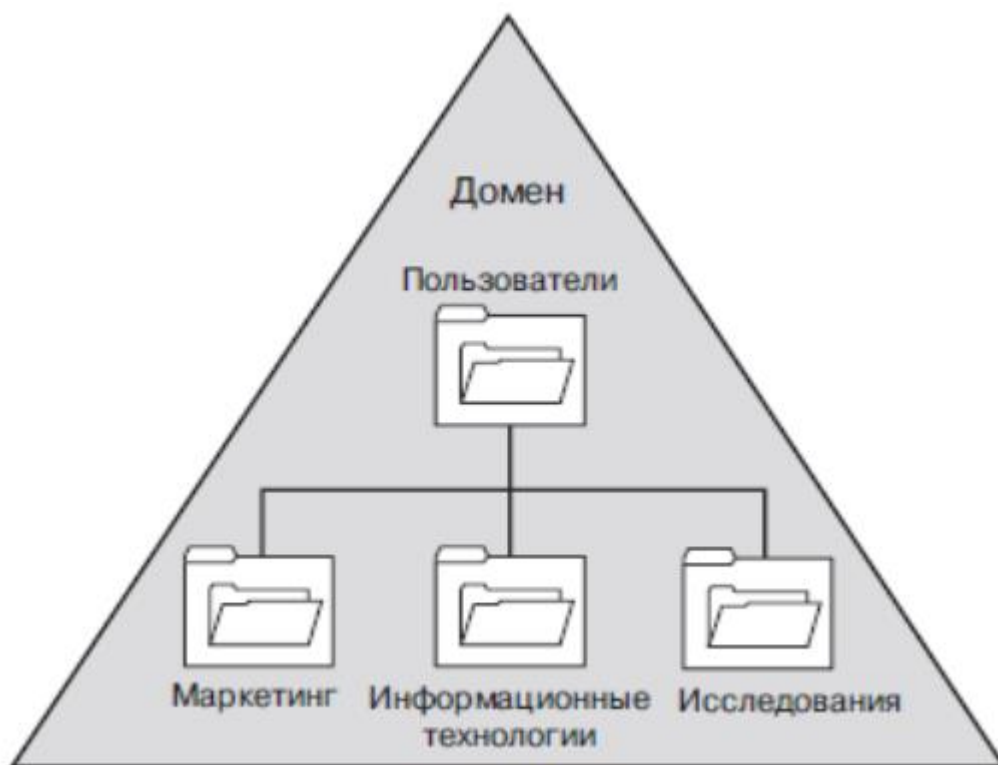 Домен
Пользователи
Маркетинг
Информационные
технологии
Исследования